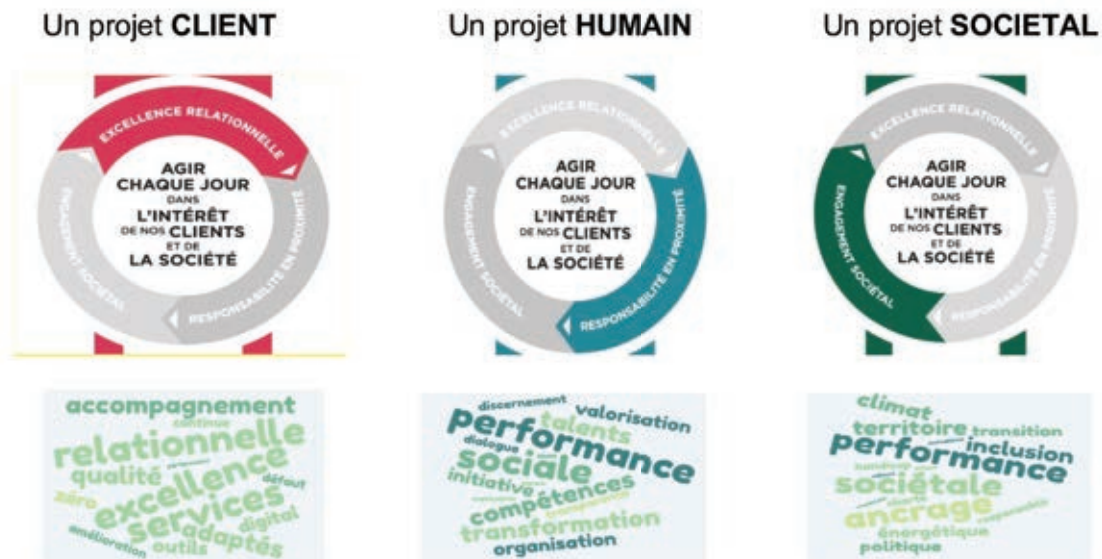 Un projet CLIENT
EXCELLENCE RELATIONNELLE
RESPONSABILITÉ EN PROXIMITÉ
ENGAGEMENT SOCIÉTAL
AGIR
CHAQUE JOUR
DANS
L'INTÉRÊT
DE NOS CLIENTS
ET DE
LA SOCIÉTÉ
accompagnement
continue
relationnelle
qualité
excellence
défaut
zéro
services
digital
adaptés
amélioration
outils
Un projet HUMAIN
EXCELLENCE RELATIONNELLE
RESPONSABILITÉ EN PROXIMITÉ
ENGAGEMENT SOCIÉTAL
AGIR
CHAQUE JOUR
DANS
L'INTÉRÊT
DE NOS CLIENTS
ET DE
LA SOCIÉTÉ
discernement
valorisation
talents
performance
dialogue
sociale
initiative
compétences
transformation
organisation
Un projet SOCIETAL
EXCELLENCE RELATIONNELLE
RESPONSABILITÉ EN PROXIMITÉ
ENGAGEMENT SOCIÉTAL
AGIR
CHAQUE JOUR
DANS
L'INTÉRÊT
DE NOS CLIENTS
ET DE
LA SOCIÉTÉ
climat
territoire
transition
performance
inclusion
sociétale
ancrage
énergétique
politique